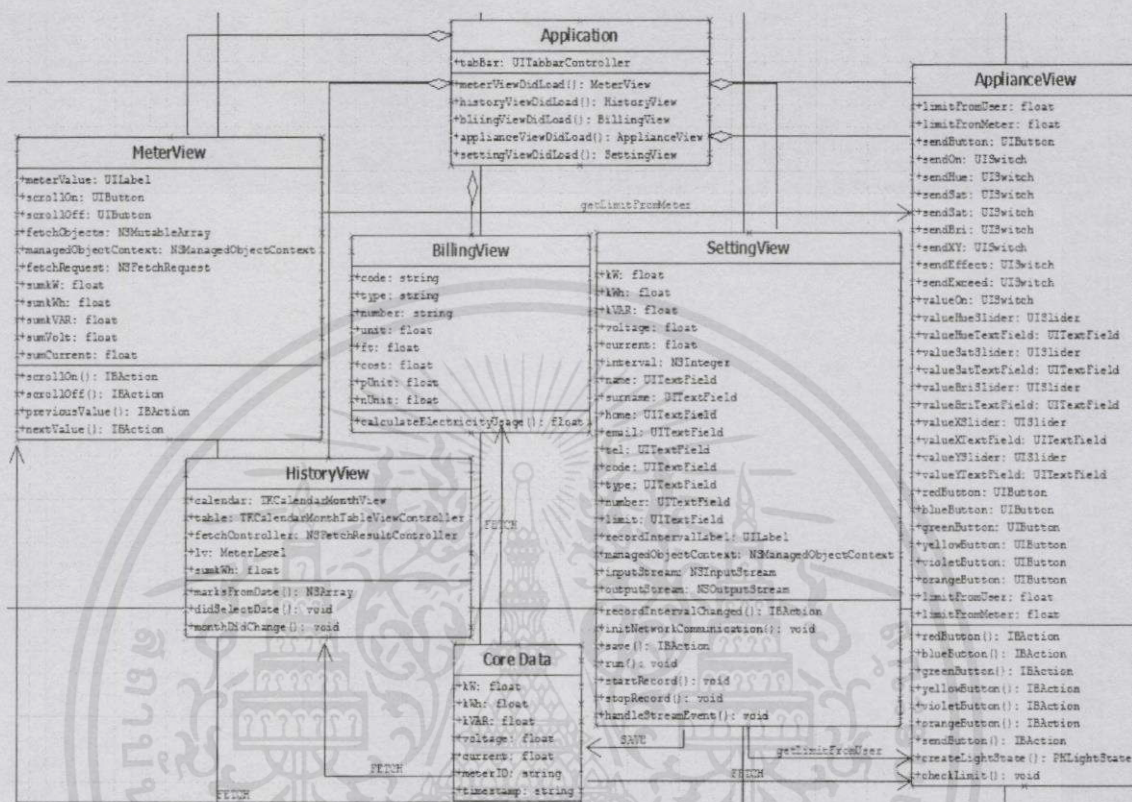 Application
+tabBar: UITabbarController
+meterViewDidLoad(): MeterView
+historyViewDidLoad(): HistoryView
+bliingViewDidLoad(): BillingView
+applianceViewDidLoad(): ApplianceView
+settingViewDidLoad(): SettingView
MeterView
+meterValue: UILabel
+scrollOn: UIButton
+scrollOff: UIButton
+fetchObjects: NSMutableArray
+managedObjectContext: NSManagedObjectContext
+fetchRequest: NSFetchRequest
+sumkW: float
+sumkWh: float
+sumkVAR: float
+sumVolt: float
+sumCurrent: float
+scrollOn(): IBAction
+scrollOff(): IBAction
+previousValue(): IBAction
+nextValue(): IBAction
getLimitFromMeter
BillingView
+code: string
+type: string
+number: string
+unit: float
+ft: float
+cost: float
+pUnit: float
+nUnit: float
+calculateElectricityUsage(): float
SettingView
+kW: float
+kWh: float
+kVAR: float
+voltage: float
+current: float
+interval: NSInteger
+name: UITextField
+surname: UITextField
+home: UITextField
+email: UITextField
+tel: UITextField
+code: UITextField
+type: UITextField
+number: UITextField
+limit: UITextField
+recordIntervalLabel: UILabel
+managedObjectContext: NSManagedObjectContext
+inputStream: NSInputStream
+outputStream: NSOutputStream
+recordIntervalChanged(): IBAction
+initNetworkCommunication(): void
+save(): IBAction
+run(): void
+startRecord(): void
+stopRecord(): void
+handleStreamEvent(): void
ApplianceView
+limitFromUser: float
+limitFromMeter: float
+sendButton: UIButton
+sendOn: UISwitch
+sendHue: UISwitch
+sendSat: UISwitch
+sendSat: UISwitch
+sendBri: UISwitch
+sendXY: UISwitch
+sendEffect: UISwitch
+sendExceed: UISwitch
+valueOn: UISwitch
+valueHueSlider: UISlider
+valueHueTextField: UITextField
+valueSatSlider: UISlider
+valueSatTextField: UITextField
+valueBriSlider: UISlider
+valueBriTextField: UITextField
+valueXSlider: UISlider
+valueXTextField: UITextField
+valueYSlider: UISlider
+valueYTextField: UITextField
+redButton: UIButton
+blueButton: UIButton
+greenButton: UIButton
+yellowButton: UIButton
+violetButton: UIButton
+orangeButton: UIButton
+limitFromUser: float
+limitFromMeter: float
+redButton(): IBAction
+blueButton(): IBAction
+greenButton(): IBAction
+yellowButton(): IBAction
+violetButton(): IBAction
+orangeButton(): IBAction
+sendButton(): IBAction
+createLightState(): PHLightState
+checkLimit(): void
HistoryView
+calendar: TKCalendarMonthView
+table: TKCalendarMonthTableViewController
+fetchController: NSFetchResultController
+lv: MeterLevel
+sumkWh: float
+marksFromDate(): NSArray
+didSelectDate(): void
+monthDidChange(): void
FETCH
Core Data
+kW: float
+kWh: float
+kVAR: float
+voltage: float
+current: float
+meterID: string
+timestamp: string
SAVE
getLimitFromUser
FETCH
FETCH
FETCH